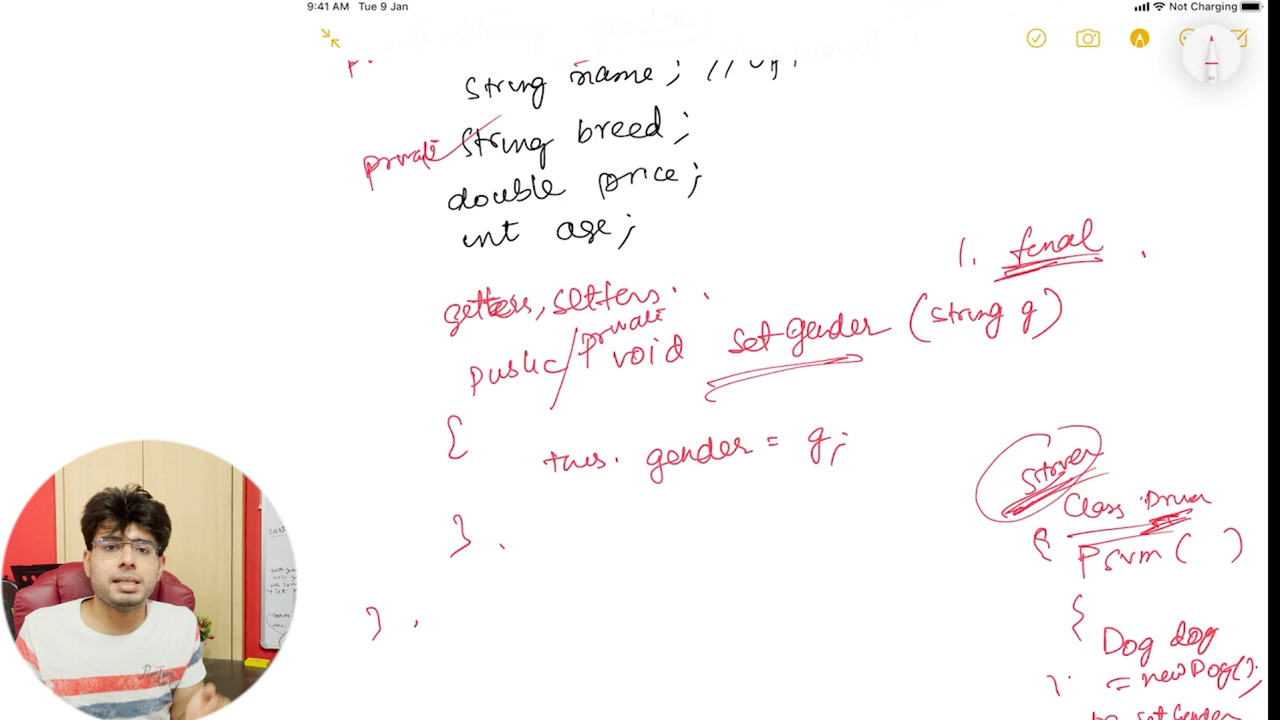 9:41 AM Tue 9 Jan
Not Charging
String name; //
private String breed;
double price;
int age;
1. final
getters, setters..
public/private void setgender (string g)
{
this. gender = g;
}.
}.
Class Driver
{ Psvm( )
{
Dog dog
= new Dog();
}.